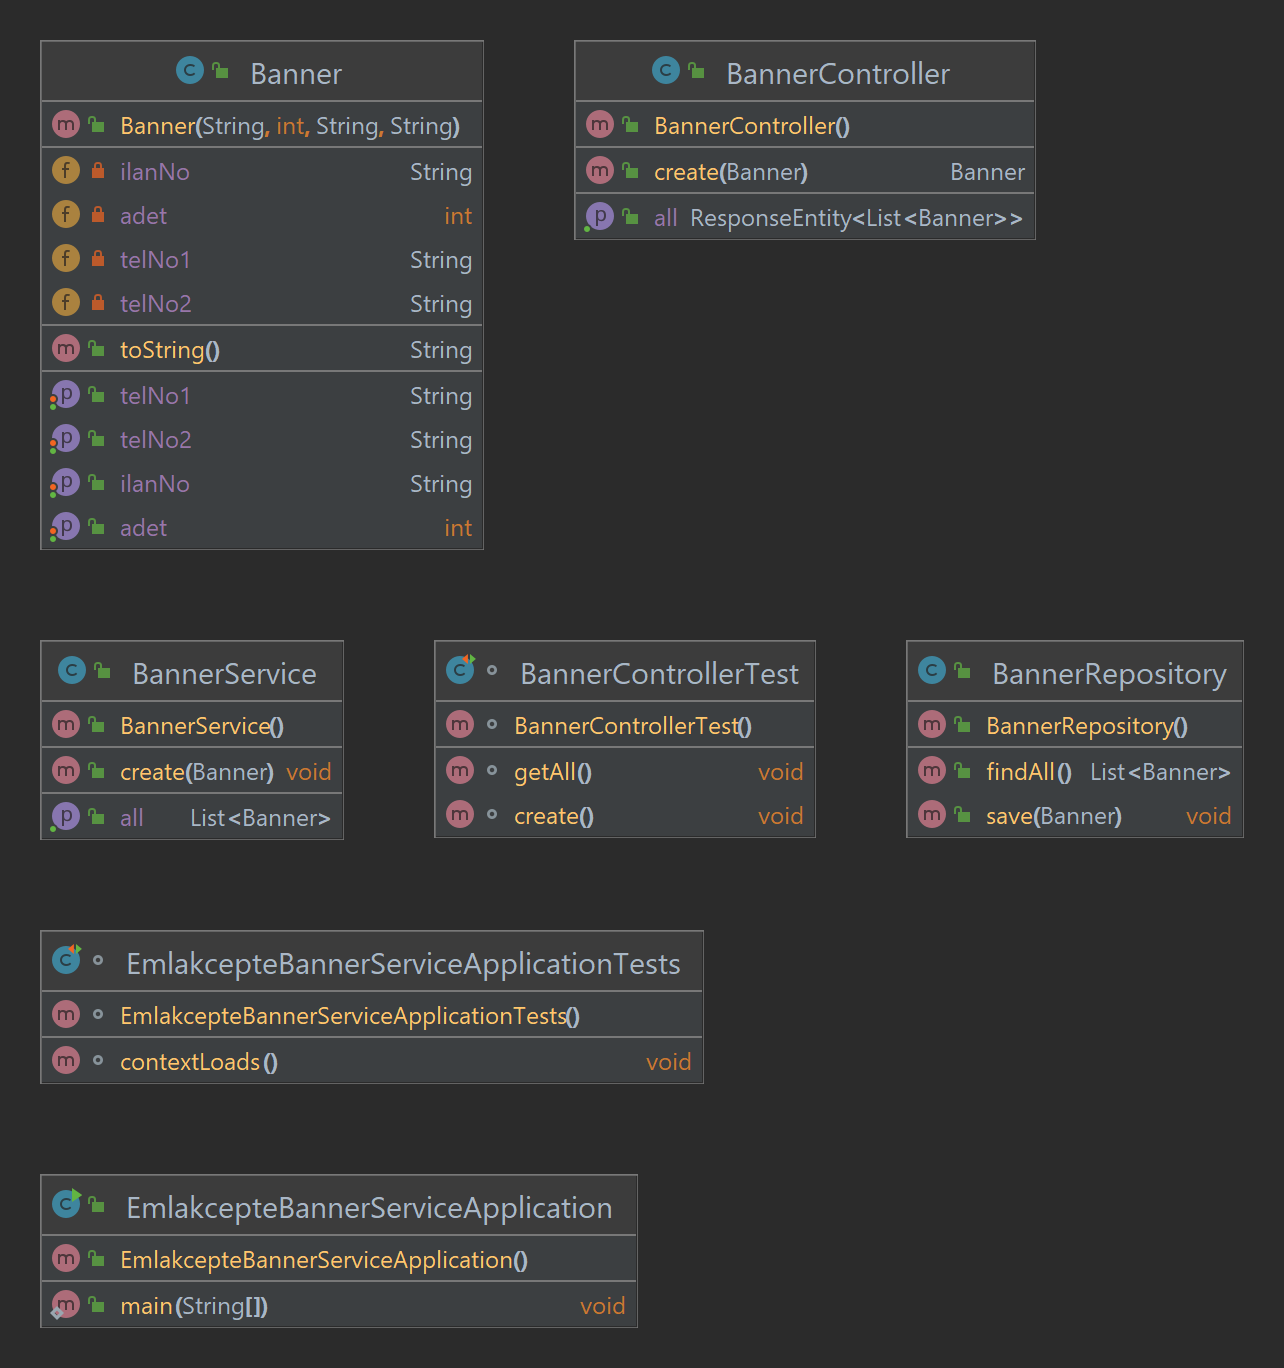 Banner
Banner(String, int, String, String)
ilanNo String
adet int
telNo1 String
telNo2 String
toString() String
telNo1 String
telNo2 String
ilanNo String
adet int
BannerController
BannerController()
create(Banner) Banner
all ResponseEntity<List<Banner>>
BannerService
BannerService()
create(Banner) void
all List<Banner>
BannerControllerTest
BannerControllerTest()
getAll() void
create() void
BannerRepository
BannerRepository()
findAll() List<Banner>
save(Banner) void
EmlakcepteBannerServiceApplicationTests
EmlakcepteBannerServiceApplicationTests()
contextLoads() void
EmlakcepteBannerServiceApplication
EmlakcepteBannerServiceApplication()
main(String[]) void